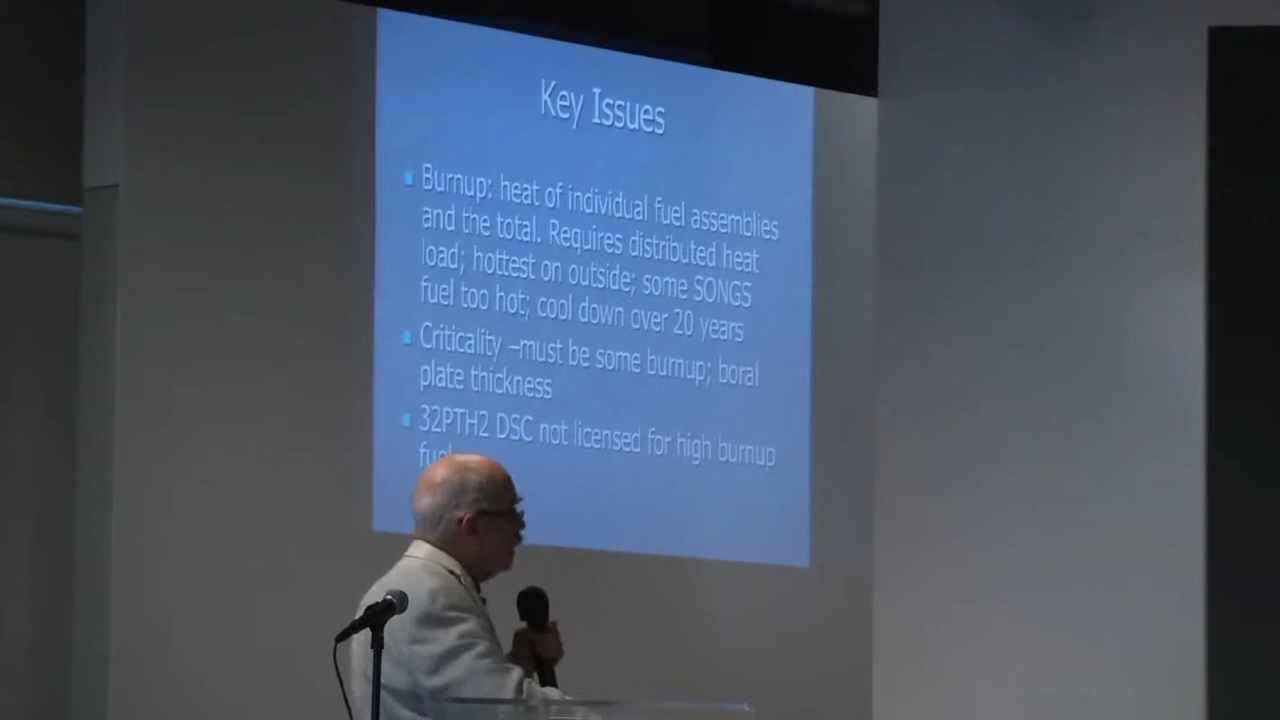 Key Issues
Burnup: heat of individual fuel assemblies
and the total. Requires distributed heat
load; hottest on outside; some SONGS
fuel too hot; cool down over 20 years
Criticality –must be some burnup; boral
plate thickness
32PTH2 DSC not licensed for high burnup
fuel